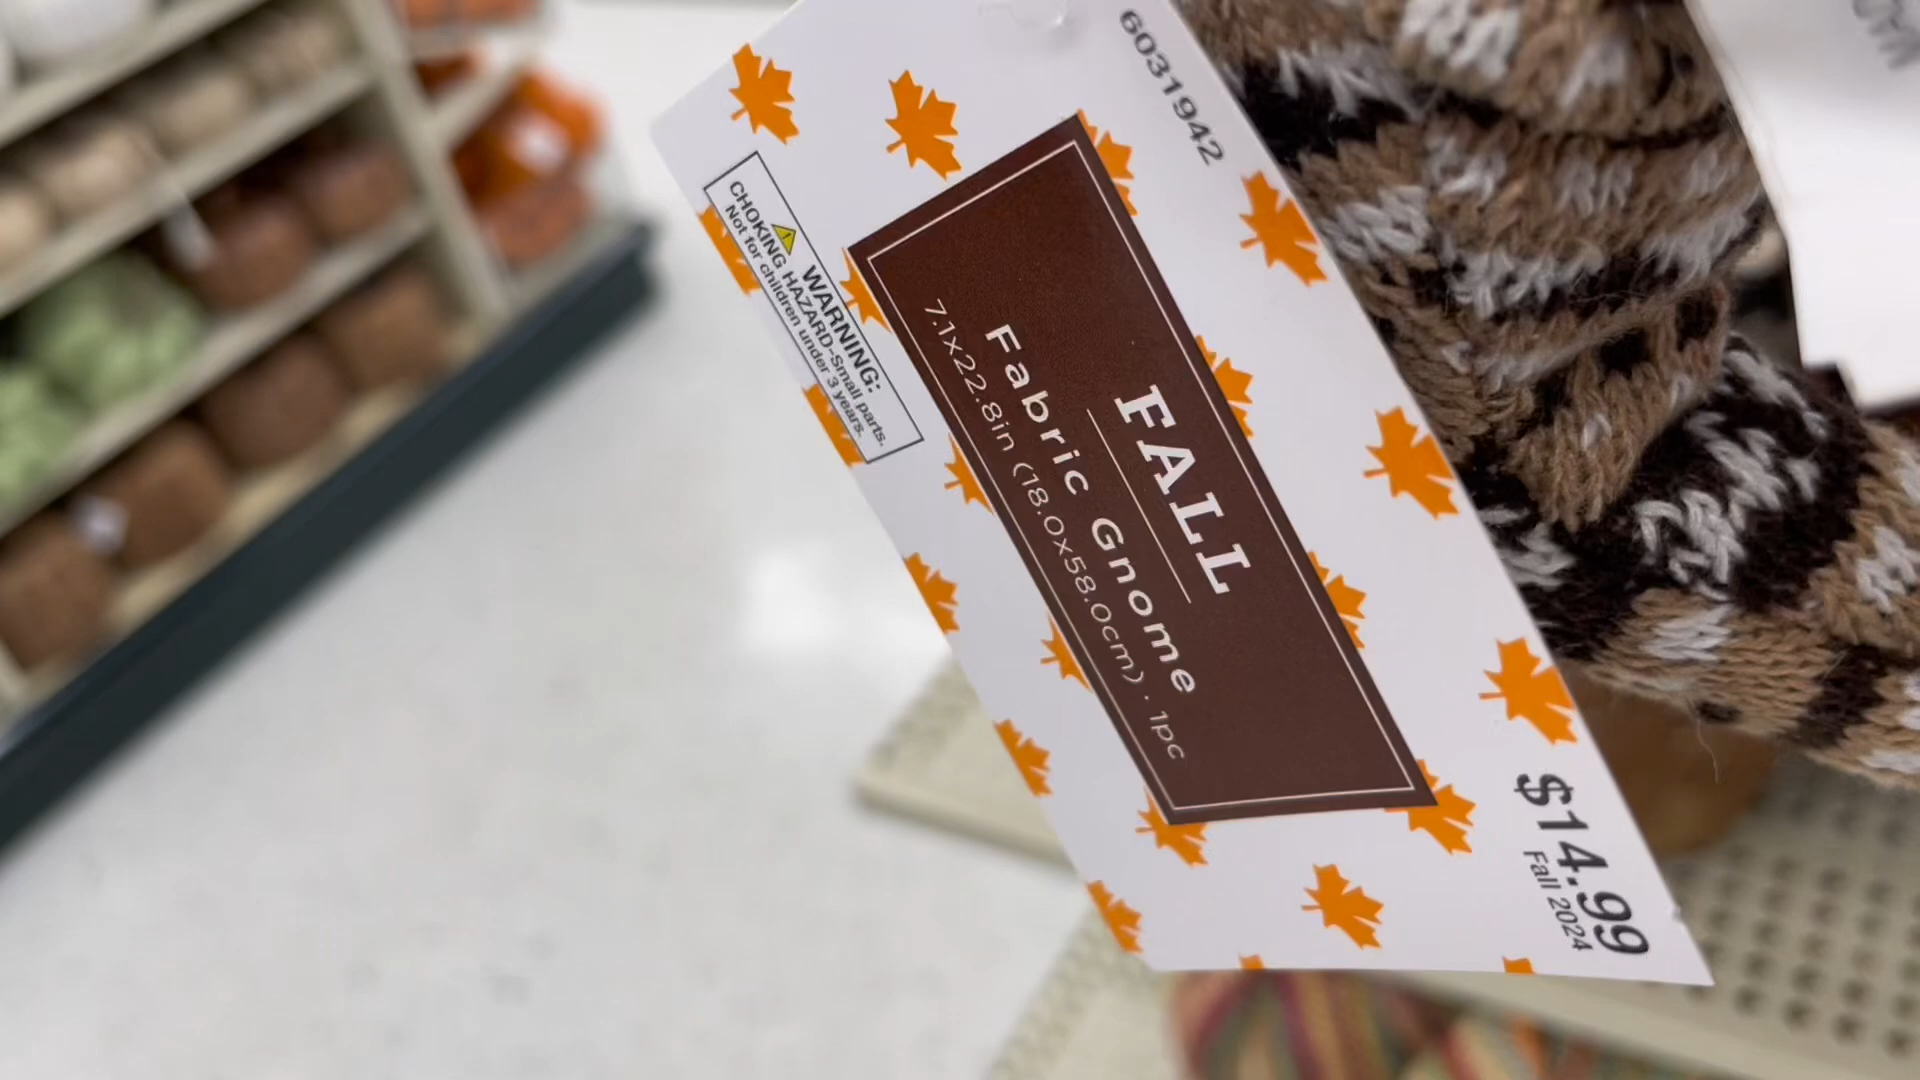 6031942
FALL
Fabric Gnome
7.1x22.8in (18.0x58.0cm) · 1pc
WARNING:
CHOKING HAZARD-Small parts.
Not for children under 3 years.
$14.99
Fall 2024